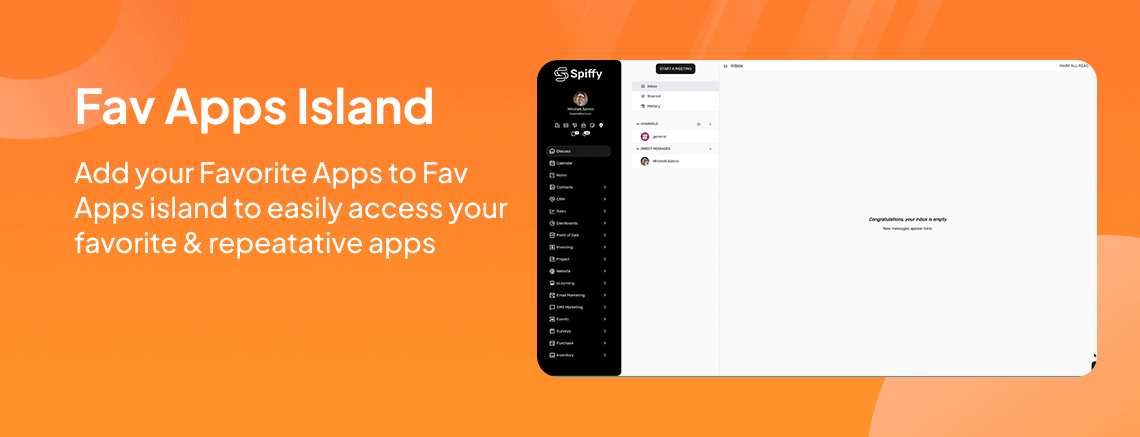 Fav Apps Island
Add your Favorite Apps to Fav
Apps island to easily access your
favorite & repeatative apps
Spiffy
Mitchell Admin
Good Afternoon
Discuss
Calendar
Notes
Contacts
CRM
Sales
Dashboards
Point of Sale
Invoicing
Project
Website
eLearning
Email Marketing
SMS Marketing
Events
Surveys
Purchase
Inventory
START A MEETING
Inbox
Starred
History
CHANNELS
general
DIRECT MESSAGES
Mitchell Admin
Inbox
MARK ALL READ
Congratulations, your inbox is empty
New messages appear here.